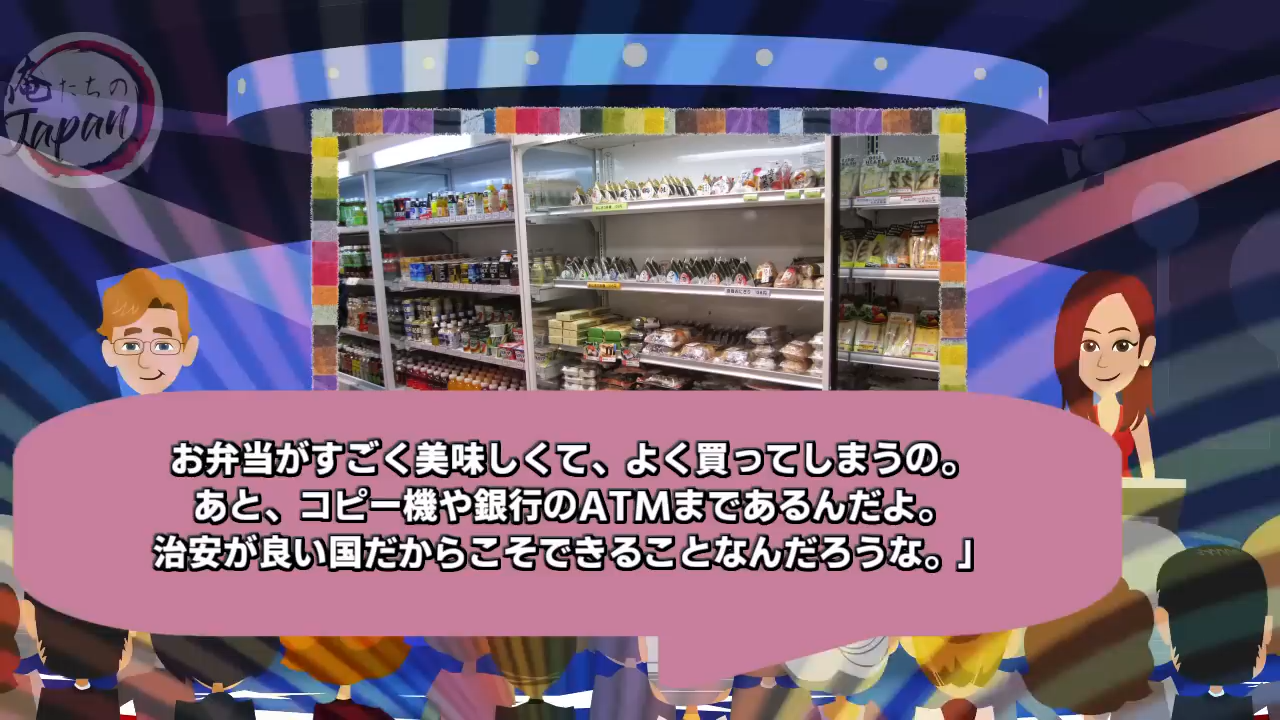 俺たちの
Japan
お弁当がすごく美味しくて、よく買ってしまうの。
あと、コピー機や銀行のATMまであるんだよ。
治安が良い国だからこそできることなんだろうな。」